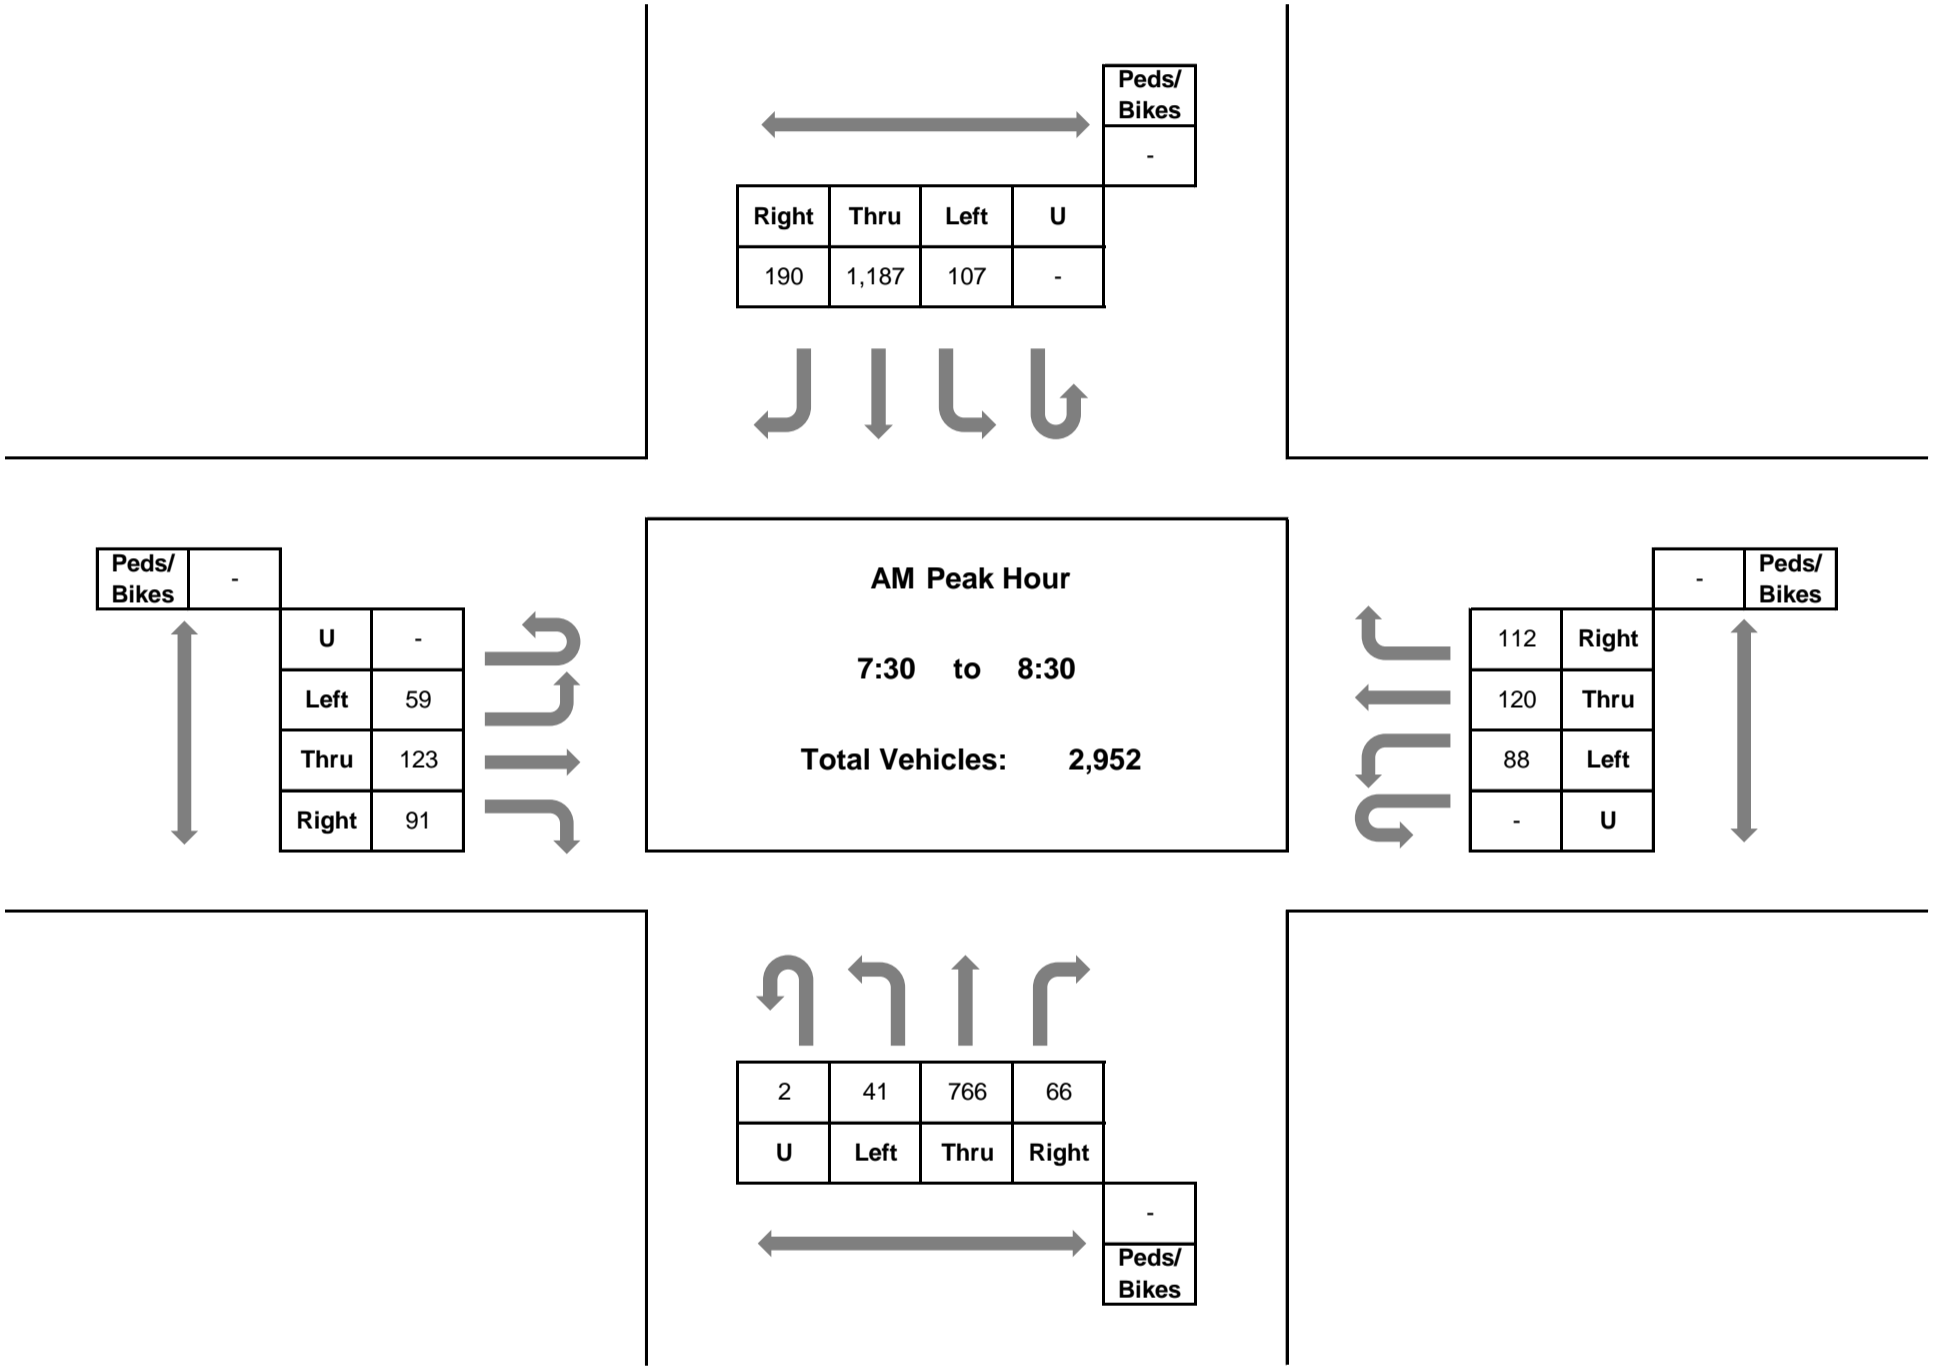 Peds/
Bikes
-
Right Thru Left U
190 1,187 107 -
Peds/
Bikes
-
U -
Left 59
Thru 123
Right 91
AM Peak Hour
7:30 to 8:30
Total Vehicles: 2,952
-
Peds/
Bikes
112 Right
120 Thru
88 Left
- U
2 41 766 66
U Left Thru Right
-
Peds/
Bikes